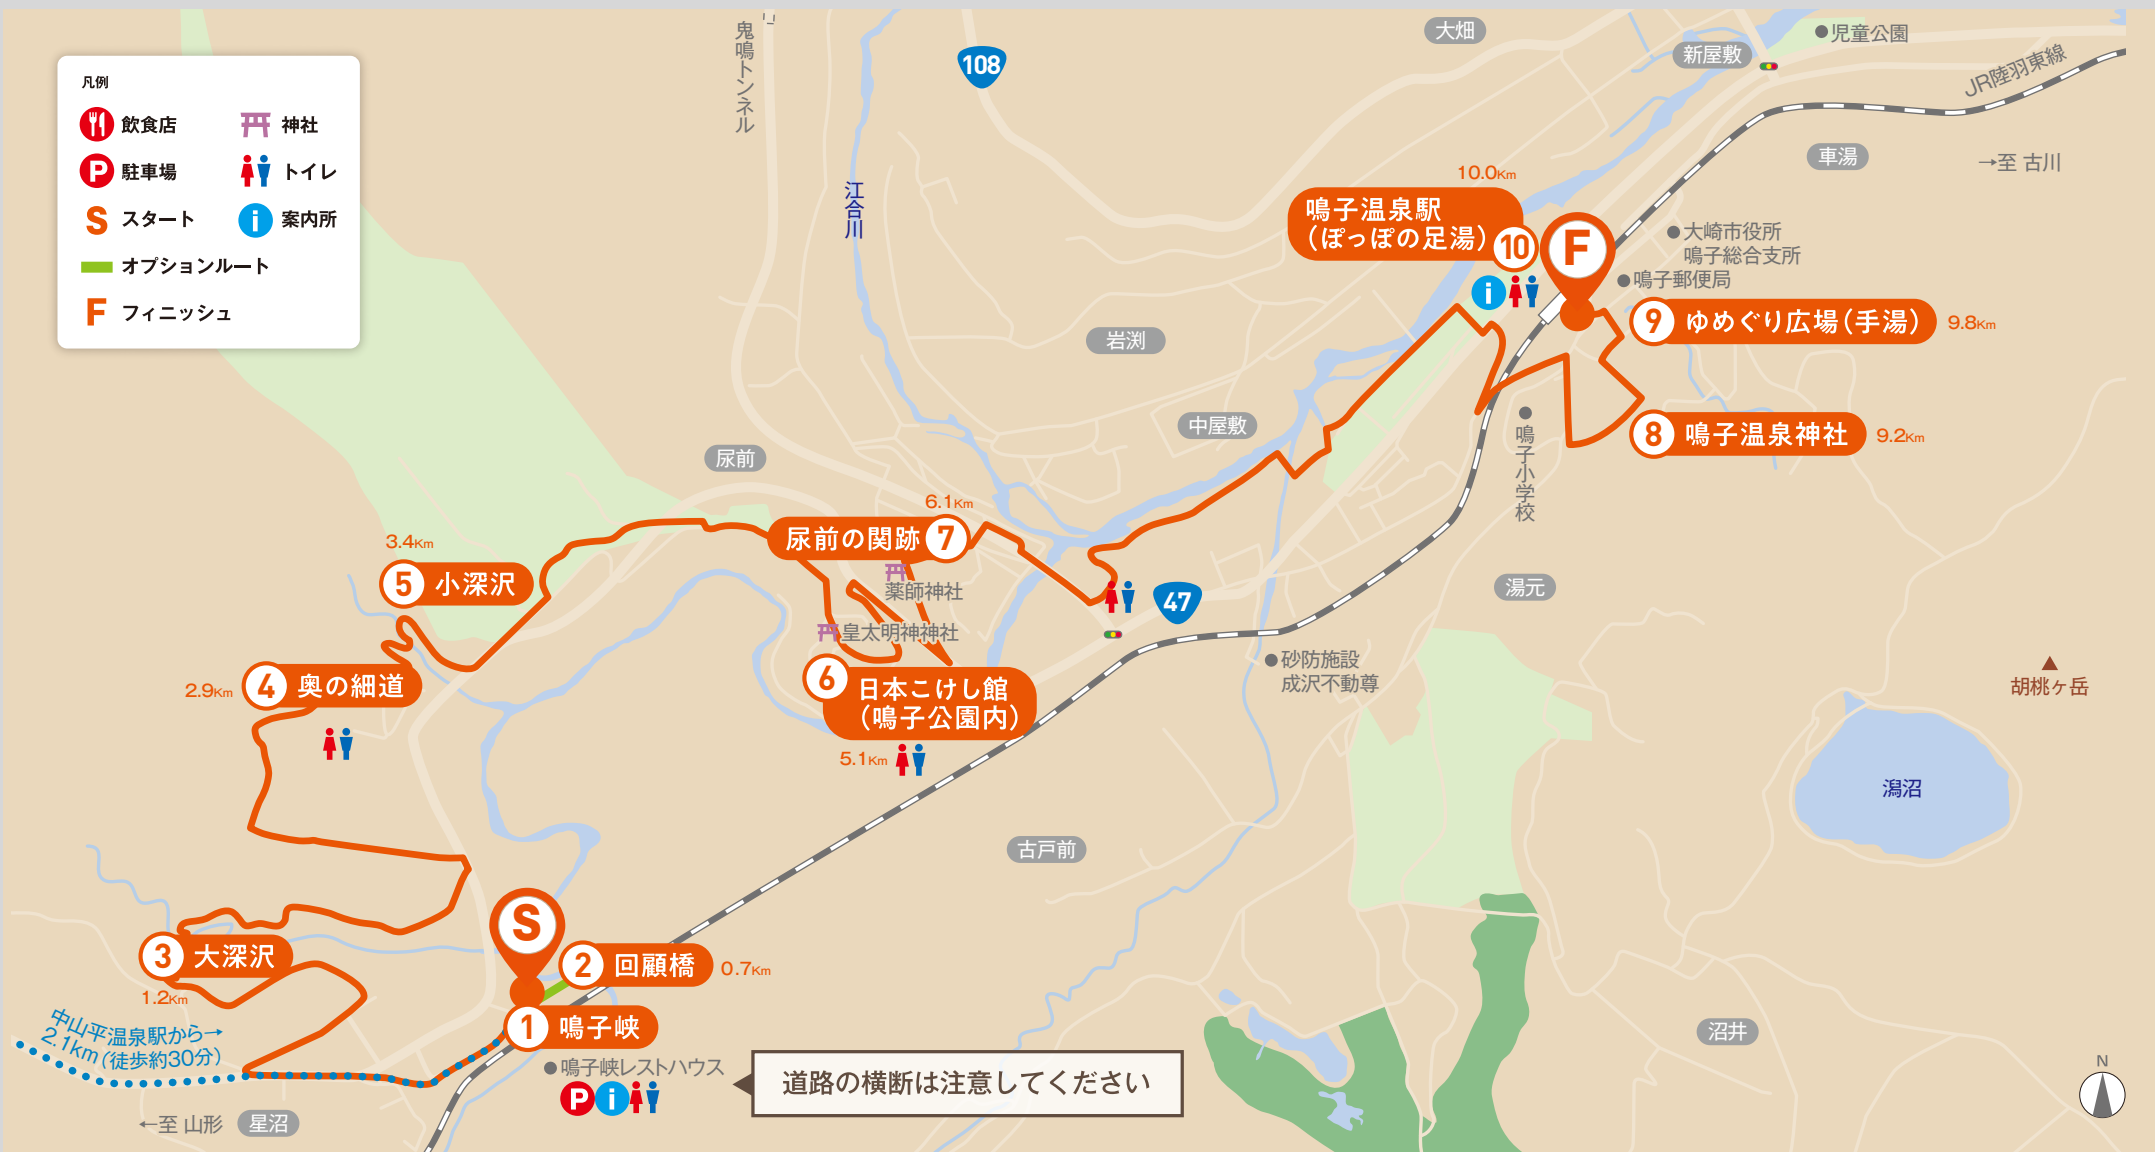 凡例
飲食店
神社
P
駐車場
トイレ
S
スタート
i
案内所
オプションルート
F
フィニッシュ
鬼鳴トンネル
江合川
108
大畑
新屋敷
児童公園
JR陸羽東線
車湯
→至 古川
10.0Km
鳴子温泉駅
(ぽっぽの足湯)
10
F
i
大崎市役所
鳴子総合支所
鳴子郵便局
9
ゆめぐり広場(手湯)
9.8Km
8
鳴子温泉神社
9.2Km
鳴子小学校
岩渕
中屋敷
尿前
6.1Km
尿前の関跡
7
薬師神社
皇太明神神社
6
日本こけし館
(鳴子公園内)
5.1Km
47
湯元
砂防施設
成沢不動尊
胡桃ヶ岳
潟沼
3.4Km
5
小深沢
2.9Km
4
奥の細道
古戸前
S
2
回顧橋
0.7Km
3
大深沢
1.2Km
1
鳴子峡
中山平温泉駅から→
2.1km(徒歩約30分)
鳴子峡レストハウス
P
i
道路の横断は注意してください
←至 山形
星沼
沼井
N